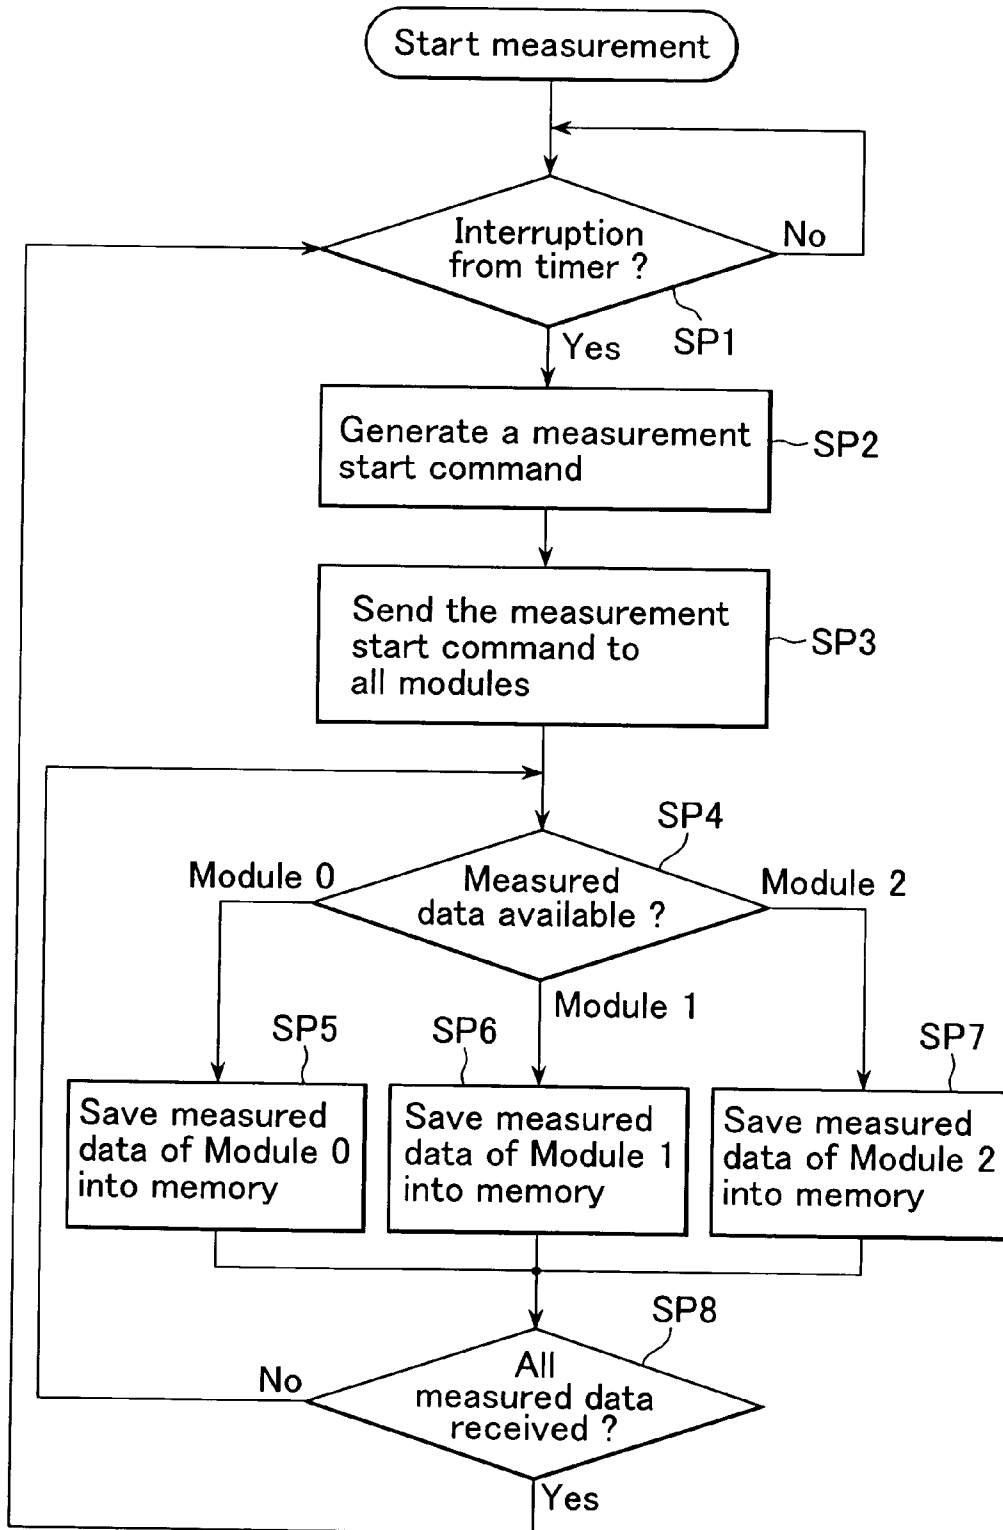 Start measurement
Interruption
from timer ?
No
SP1
Yes
Generate a measurement
start command
SP2
Send the measurement
start command to
all modules
SP3
SP4
Module 0
Measured
data available ?
Module 2
Module 1
SP5
SP6
SP7
Save measured
data of Module 0
into memory
Save measured
data of Module 1
into memory
Save measured
data of Module 2
into memory
SP8
No
All
measured data
received ?
Yes